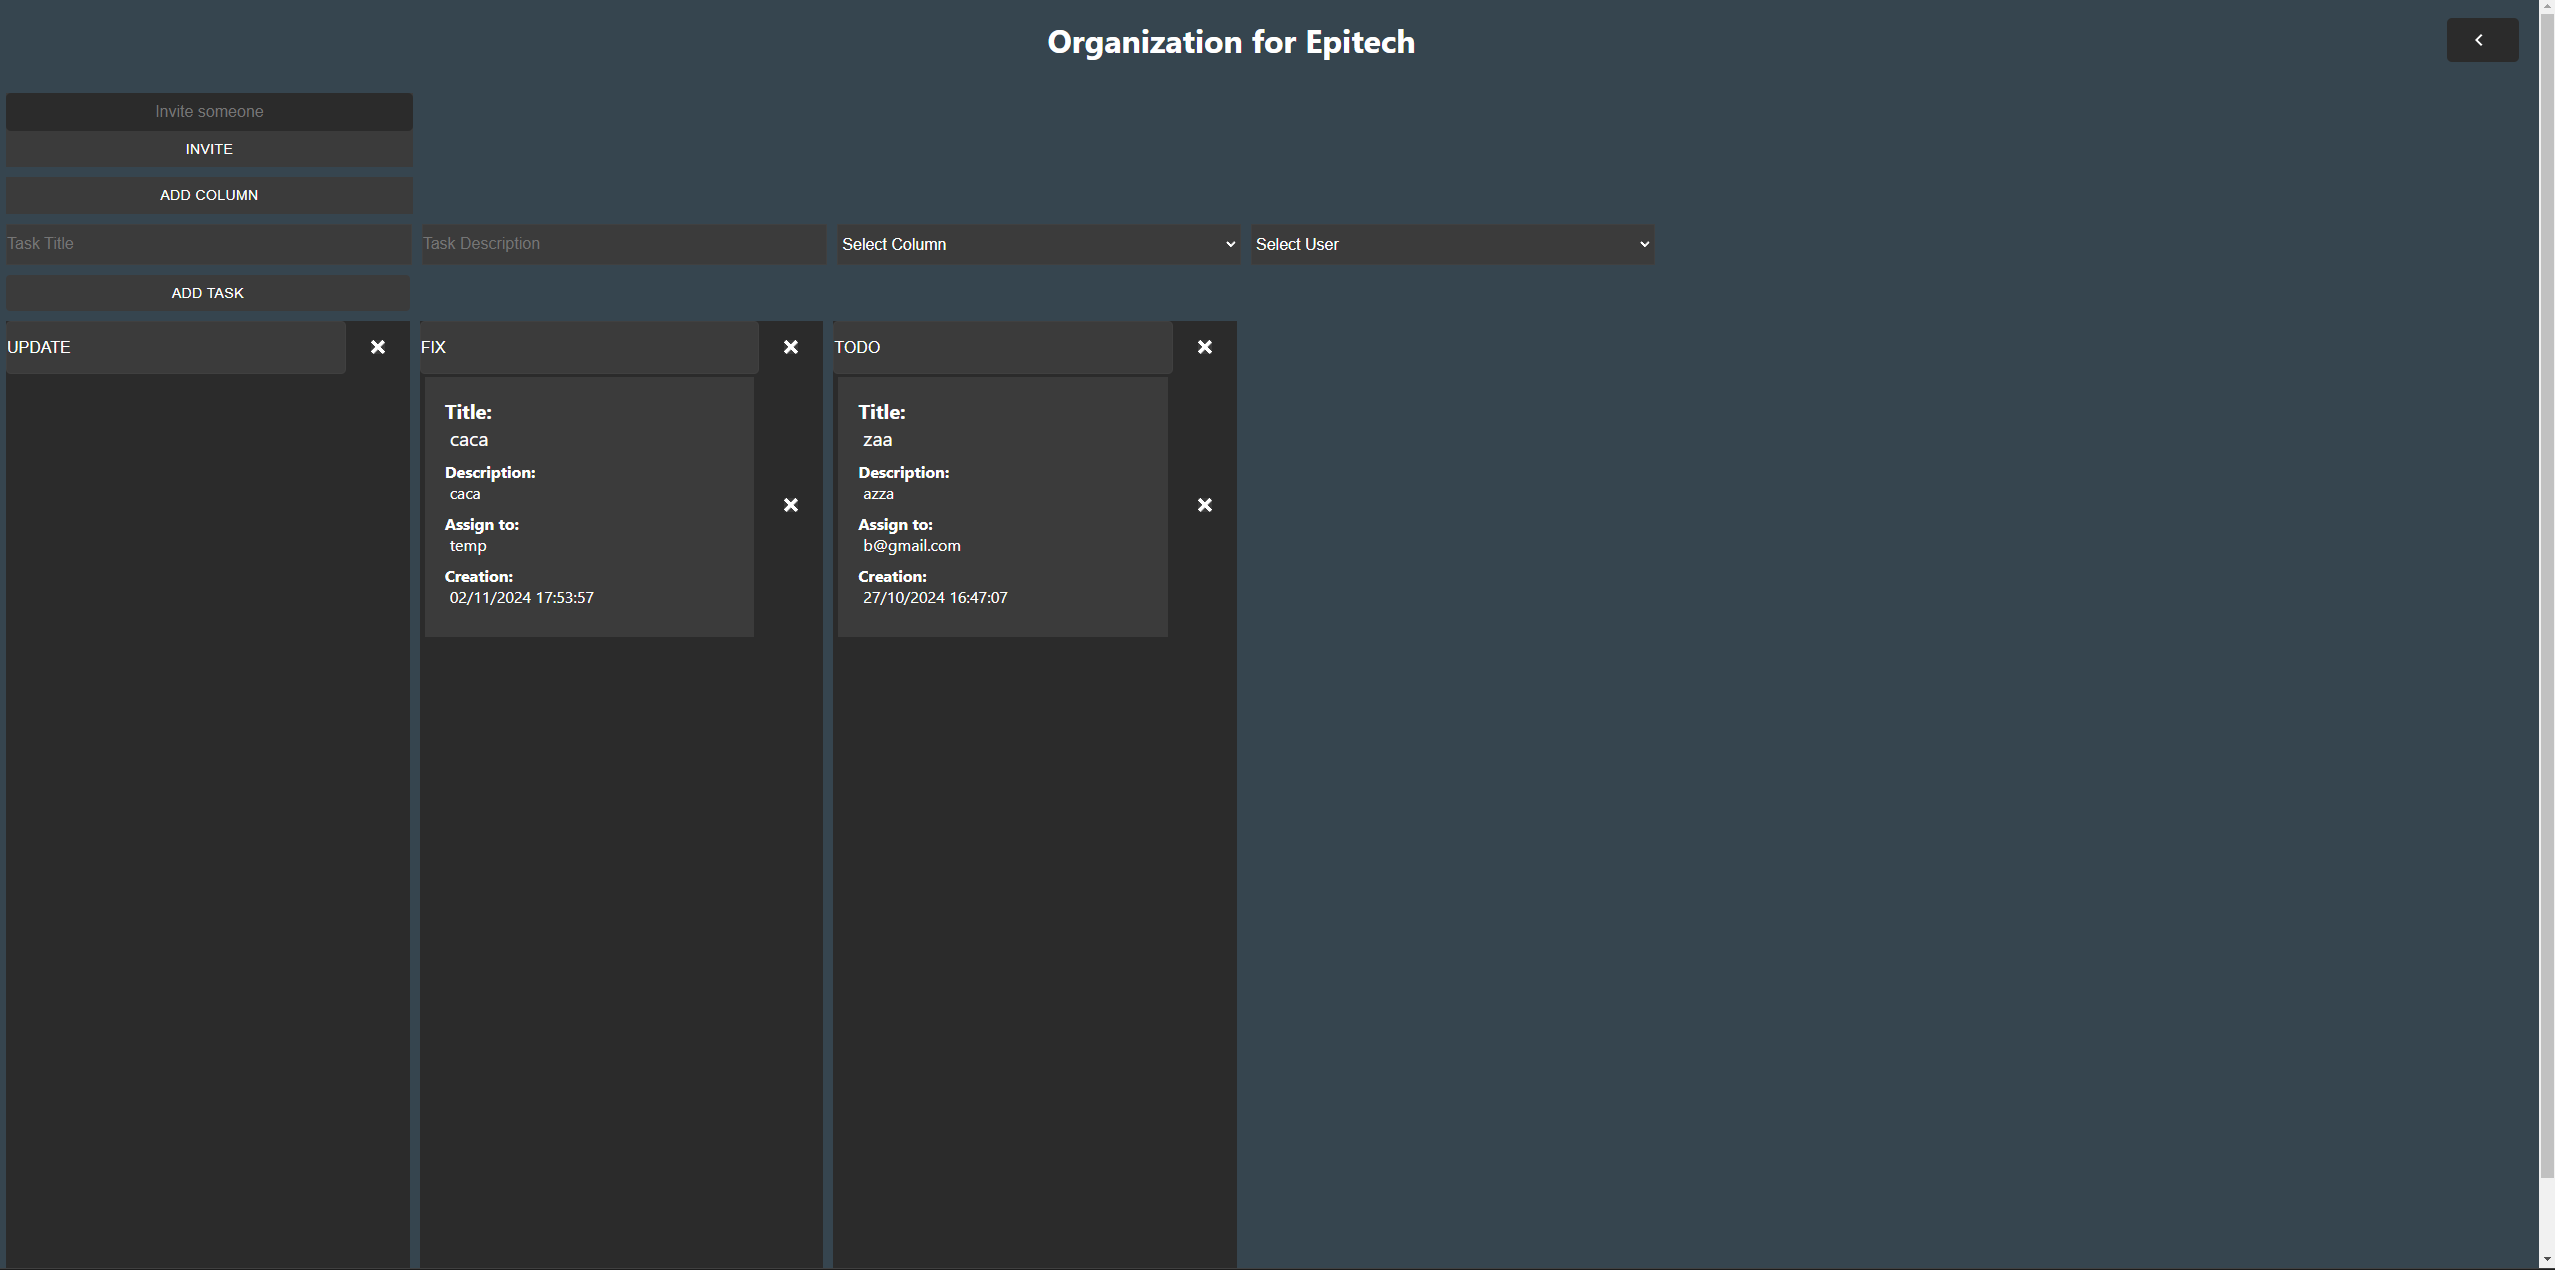 Organization for Epitech
Invite someone
INVITE
ADD COLUMN
Task Title
Task Description
Select Column
Select User
ADD TASK
UPDATE
FIX
Title:
caca
Description:
caca
Assign to:
temp
Creation:
02/11/2024 17:53:57
TODO
Title:
zaa
Description:
azza
Assign to:
b@gmail.com
Creation:
27/10/2024 16:47:07